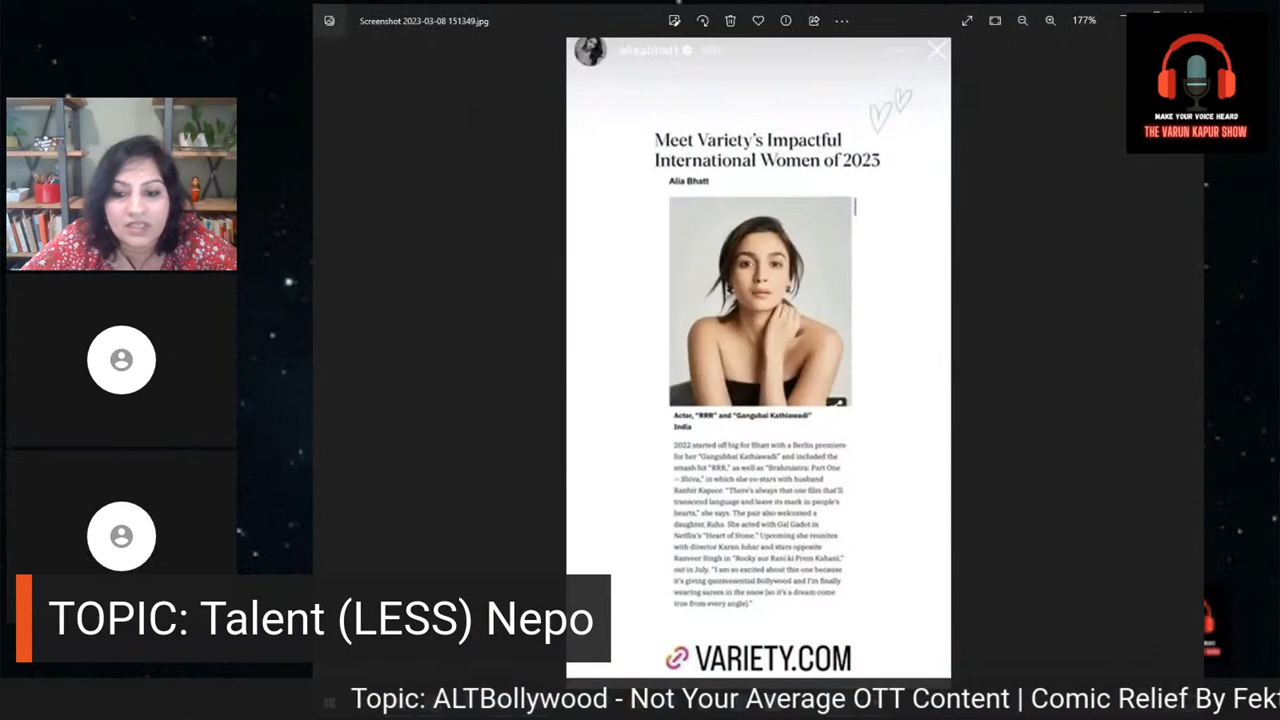 Screenshot 2023-03-08 151349.jpg
177%
MAKE YOUR VOICE HEARD
THE VARUN KAPUR SHOW
aliaabhatt
Meet Variety's Impactful
International Women of 2023
Alia Bhatt
Actor, "RRR" and "Gangubai Kathiawadi"
India
2022 started off big for Bhatt with a Berlin premiere
for her "Gangubhai Kathiawadi" and included the
smash hit "RRR," as well as "Brahmastra: Part One
– Shiva," in which she co-stars with husband
Ranbir Kapoor. "There's always that one film that'll
transcend language and leave its mark in people's
hearts," she says. The pair also welcomed a
daughter, Raha. She acted with Gal Gadot in
Netflix's "Heart of Stone." Upcoming she reunites
with director Karan Johar and stars opposite
Ranveer Singh in "Rocky aur Rani ki Prem Kahani,"
out in July. "I am so excited about this one because
it's giving quintessential Bollywood and I'm finally
wearing sarees in the snow [so it's a dream come
true from every angle]."
VARIETY.COM
TOPIC: Talent (LESS) Nepo
Topic: ALTBollywood - Not Your Average OTT Content | Comic Relief By Fekt